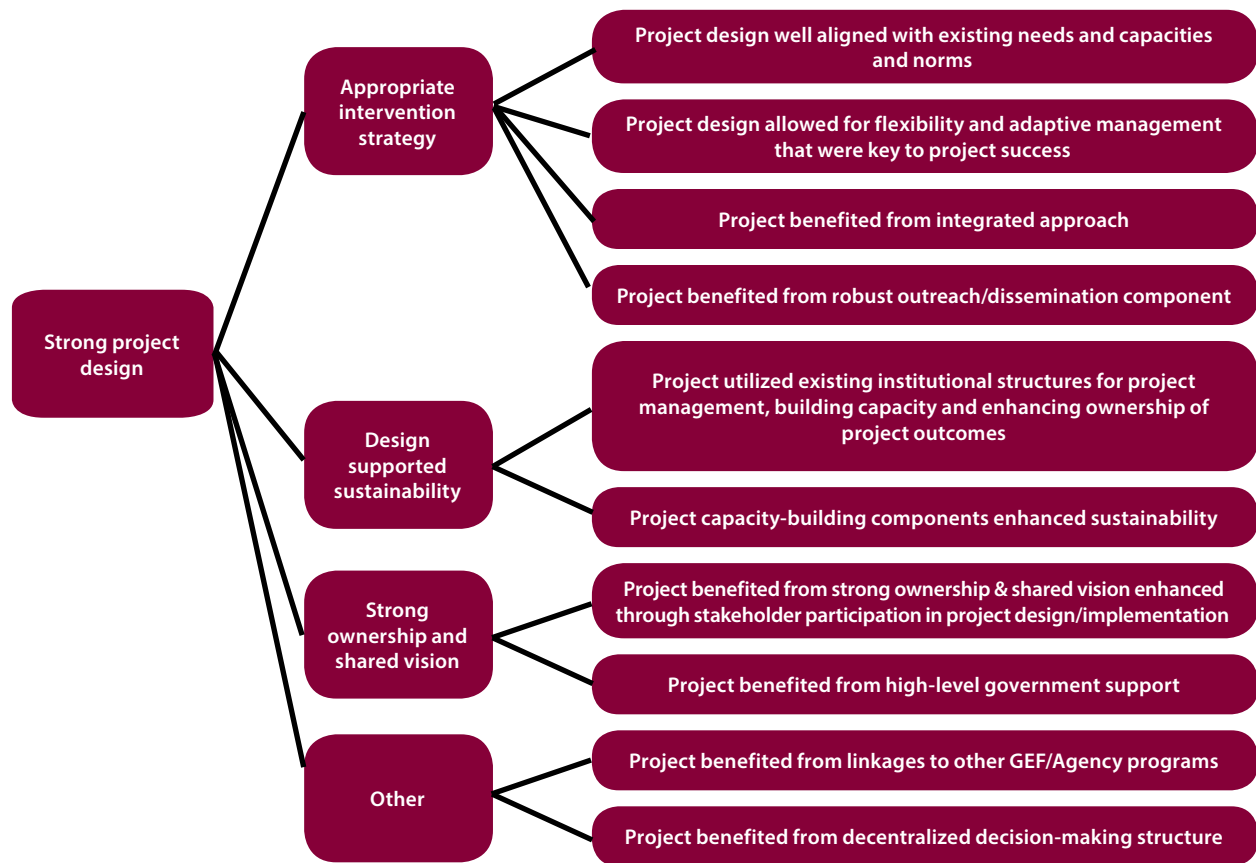 Strong project
design
Appropriate
intervention
strategy
Project design well aligned with existing needs and capacities
and norms
Project design allowed for flexibility and adaptive management
that were key to project success
Project benefited from integrated approach
Project benefited from robust outreach/dissemination component
Design
supported
sustainability
Project utilized existing institutional structures for project
management, building capacity and enhancing ownership of
project outcomes
Project capacity-building components enhanced sustainability
Strong
ownership and
shared vision
Project benefited from strong ownership & shared vision enhanced
through stakeholder participation in project design/implementation
Project benefited from high-level government support
Other
Project benefited from linkages to other GEF/Agency programs
Project benefited from decentralized decision-making structure